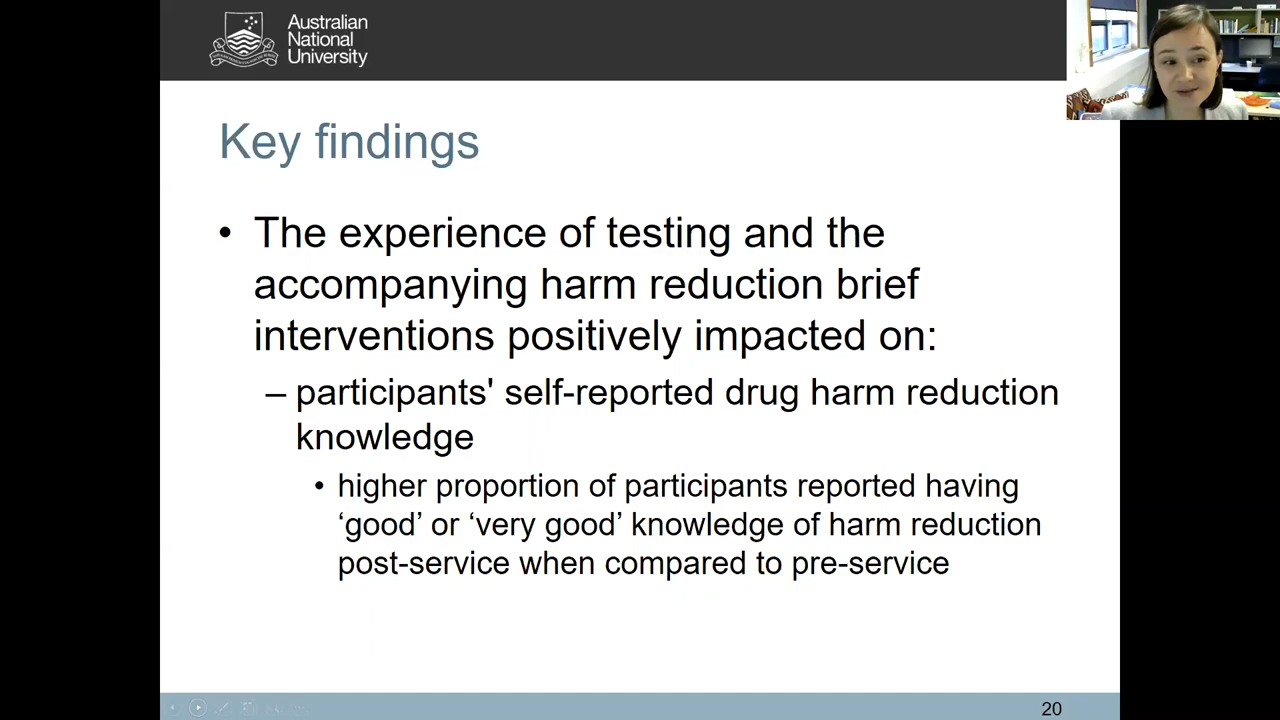 Australian
National
University
Key findings
• The experience of testing and the
accompanying harm reduction brief
interventions positively impacted on:
– participants' self-reported drug harm reduction
knowledge
• higher proportion of participants reported having
‘good’ or ‘very good’ knowledge of harm reduction
post-service when compared to pre-service
20